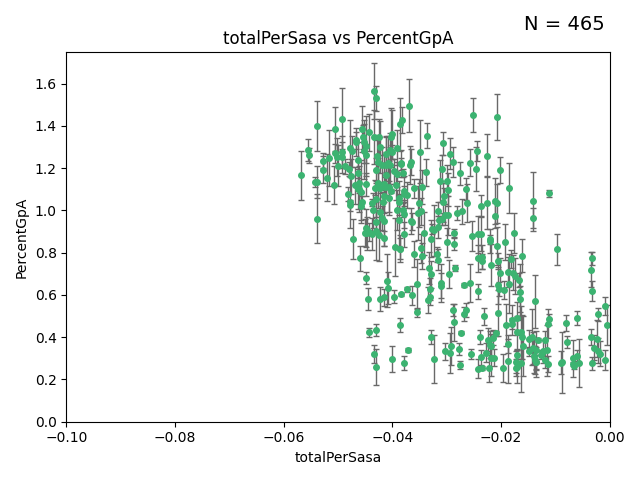 N = 465
totalPerSasa vs PercentGpA
PercentGpA
1.6
1.4
1.2
1.0
0.8
0.6
0.4
0.2
0.0
−0.10 −0.08 −0.06 −0.04 −0.02 0.00
totalPerSasa